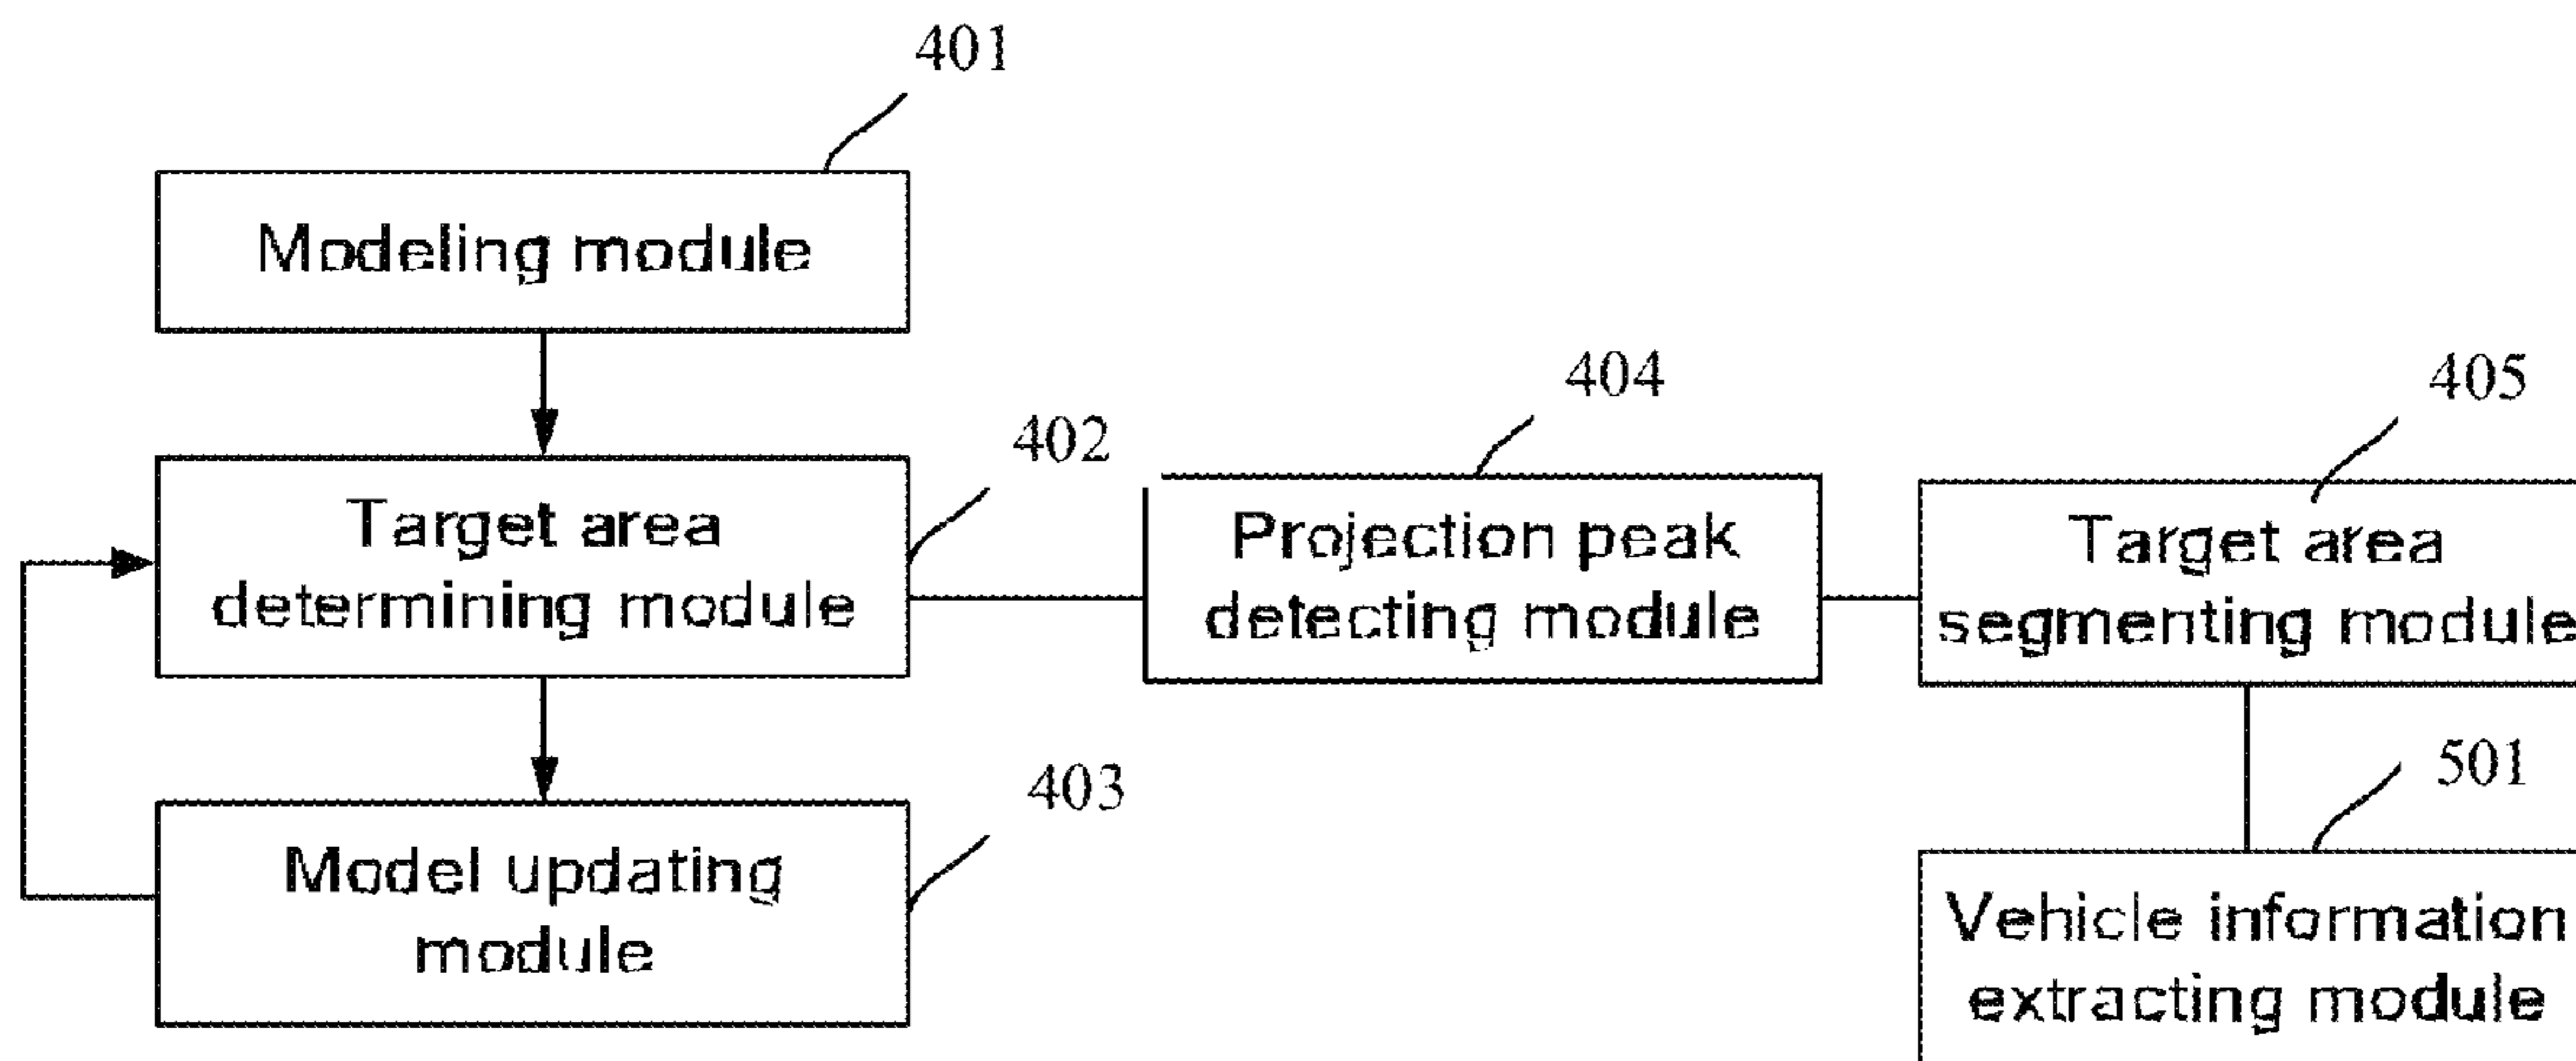 401
Modeling module
402
Target area
determining module
403
Model updating
module
404
Projection peak
detecting module
405
Target area
segmenting module
501
Vehicle information
extracting module